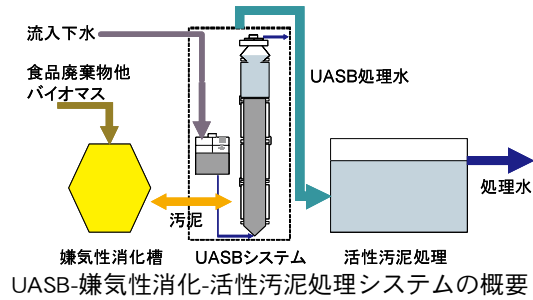 流入下水
食品廃棄物他
バイオマス
UASB処理水
処理水
汚泥
嫌気性消化槽
UASBシステム
活性汚泥処理
UASB-嫌気性消化-活性汚泥処理システムの概要